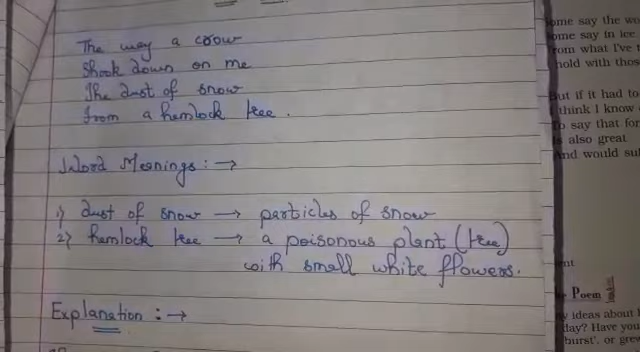 The way a crow
Shook down on me
The dust of snow
from a hemlock tree.
Word Meanings :→
1) dust of snow → particles of snow
2) hemlock tree → a poisonous plant (tree)
with small white flowers.
Explanation :→
ome say the wo
ome say in ice
rom what I've t
hold with thos
But if it had to
think I know
o say that for
s also great
And would suf
Poem
y ideas about
day? Have you
burst', or gre